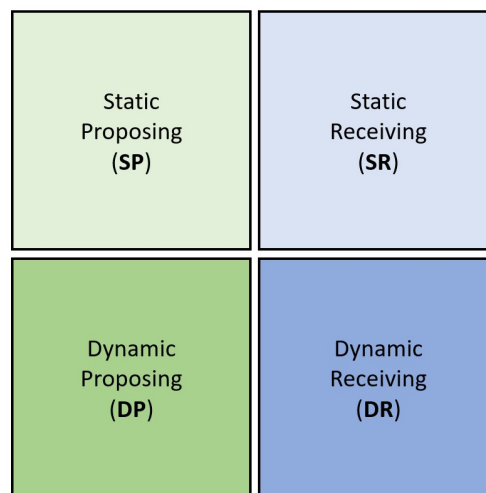 Static
Proposing
(SP)
Static
Receiving
(SR)
Dynamic
Proposing
(DP)
Dynamic
Receiving
(DR)